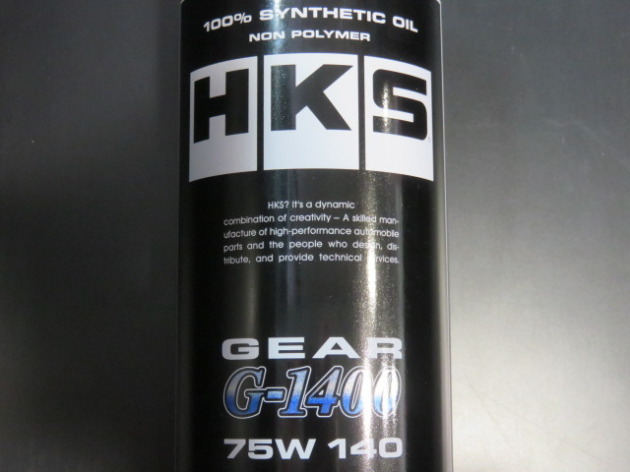 100% SYNTHETIC OIL
NON POLYMER
HKS
HKS? It's a dynamic
combination of creativity – A skilled man-
ufacture of high-performance automobile
parts and the people who design, dis-
tribute, and provide technical services.
GEAR
G-1400
75W 140